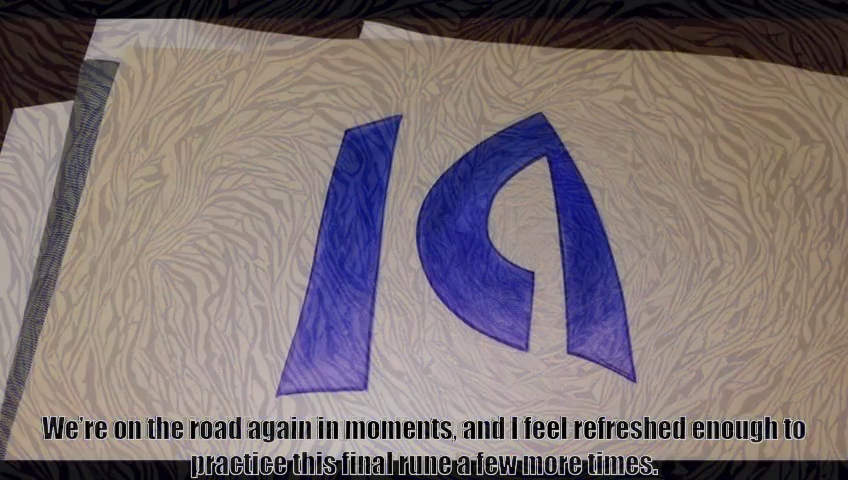 We're on the road again in moments, and I feel refreshed enough to
practice this final rune a few more times.